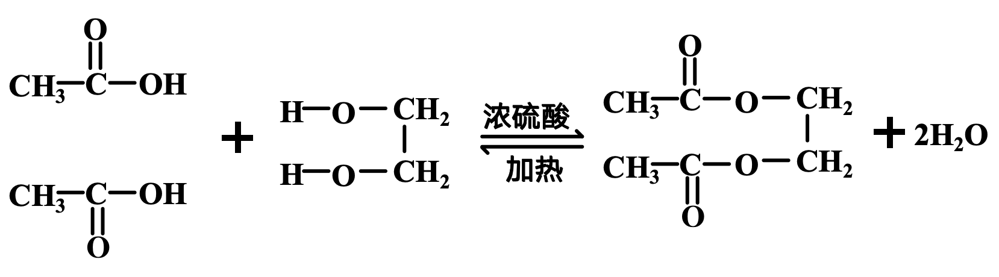 O
CH₃—C—OH
+
CH₃—C—OH
O
H—O—CH₂
H—O—CH₂
浓硫酸
⇌
加热
O
CH₃—C—O—CH₂
CH₃—C—O—CH₂
O
+ 2H₂O